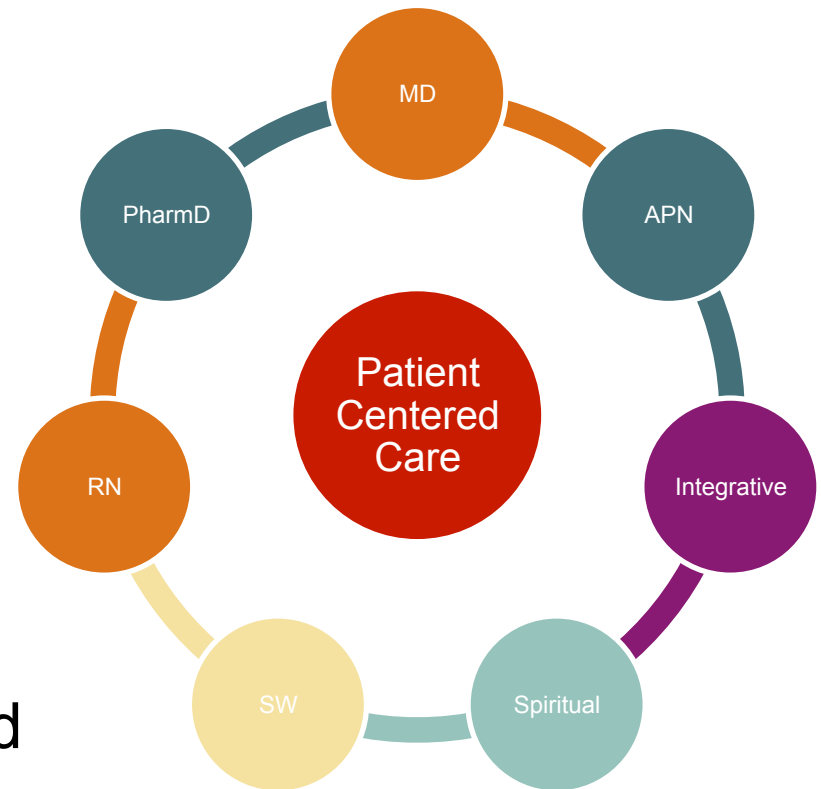 MD
PharmD
APN
Patient
Centered
Care
RN
Integrative
SW
Spiritual
d